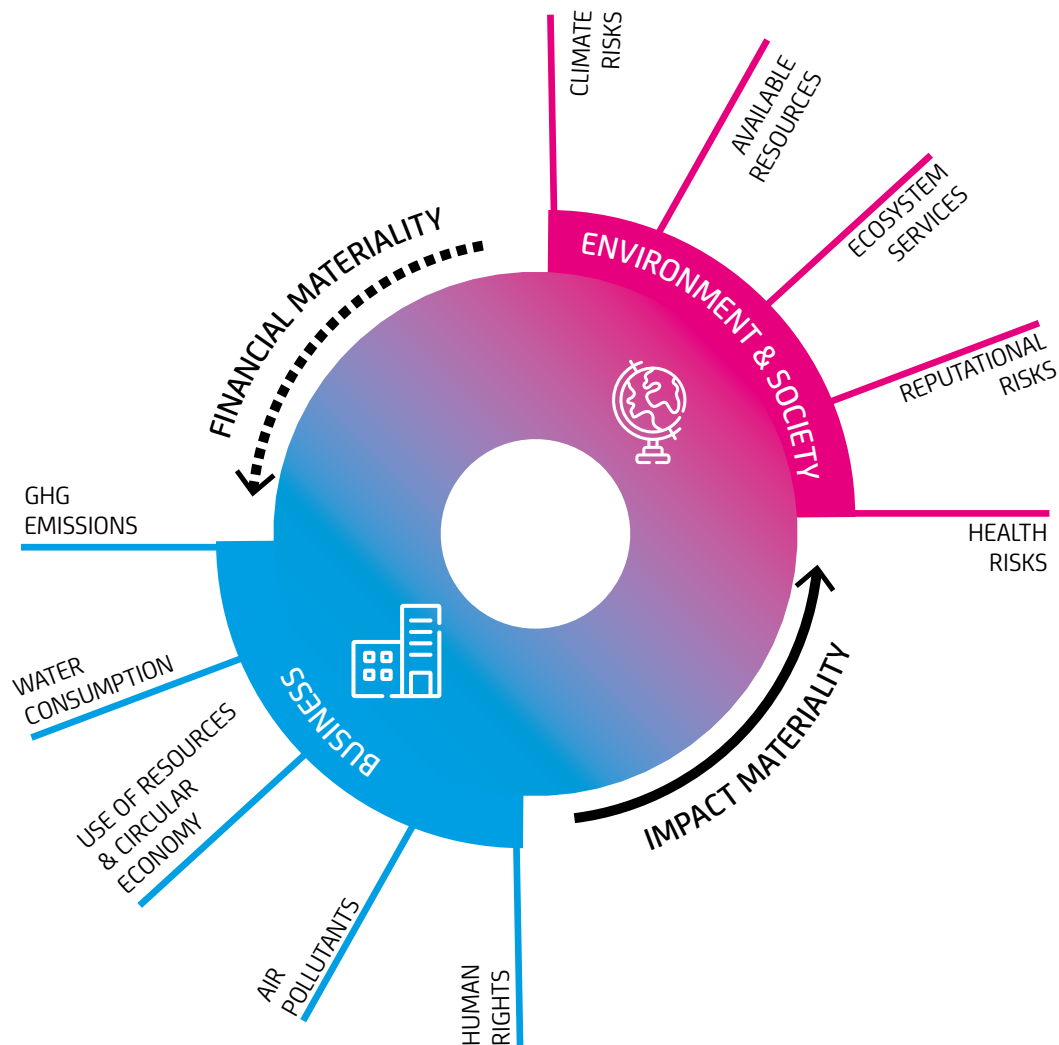 CLIMATE
RISKS
AVAILABLE
RESOURCES
ECOSYSTEM
SERVICES
REPUTATIONAL
RISKS
HEALTH
RISKS
ENVIRONMENT & SOCIETY
FINANCIAL MATERIALITY
IMPACT MATERIALITY
BUSINESS
GHG
EMISSIONS
WATER
CONSUMPTION
USE OF RESOURCES
& CIRCULAR
ECONOMY
AIR
POLLUTANTS
HUMAN
RIGHTS